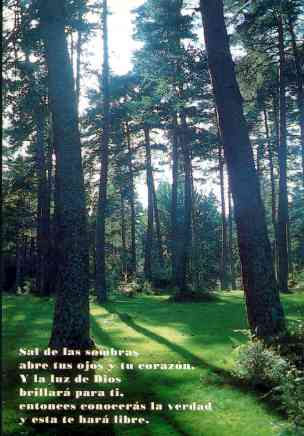 Sal de las sombras
abre tus ojos y tu corazón.
Y la luz de Dios
brillará para ti,
entonces conocerás la verdad
y esta te hará libre.